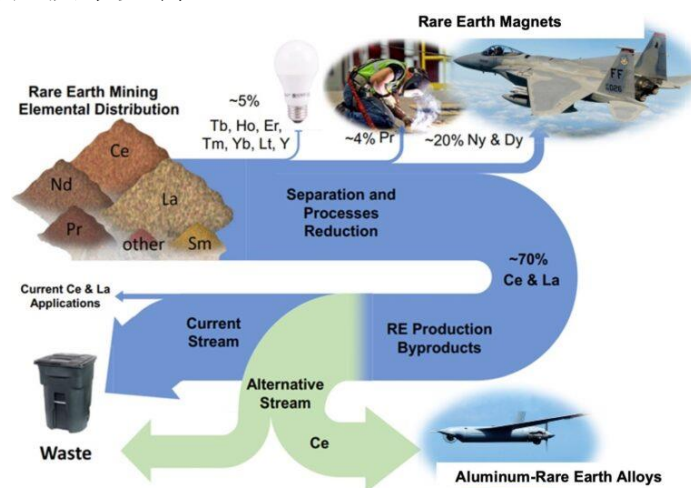 Rare Earth Magnets
Rare Earth Mining
Elemental Distribution
~5%
Tb, Ho, Er,
Tm, Yb, Lt, Y
~4% Pr
~20% Ny & Dy
FF
Ce
Nd
La
Pr
other
Sm
Separation and
Processes
Reduction
~70%
Ce & La
Current Ce & La
Applications
Current
Stream
RE Production
Byproducts
Alternative
Stream
Ce
Waste
Aluminum-Rare Earth Alloys